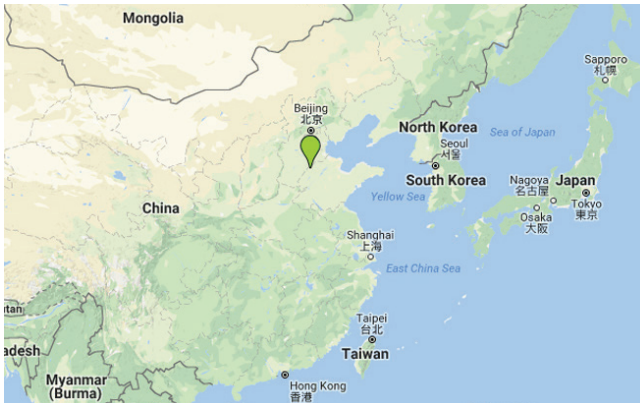 Mongolia
Sapporo
札幌
Beijing
北京
North Korea
Sea of Japan
Seoul
서울
South Korea
Nagoya
名古屋
Japan
Yellow Sea
Tokyo
東京
Osaka
大阪
China
Shanghai
上海
East China Sea
utan
Taipei
台北
adesh
Taiwan
Myanmar
(Burma)
Hong Kong
香港